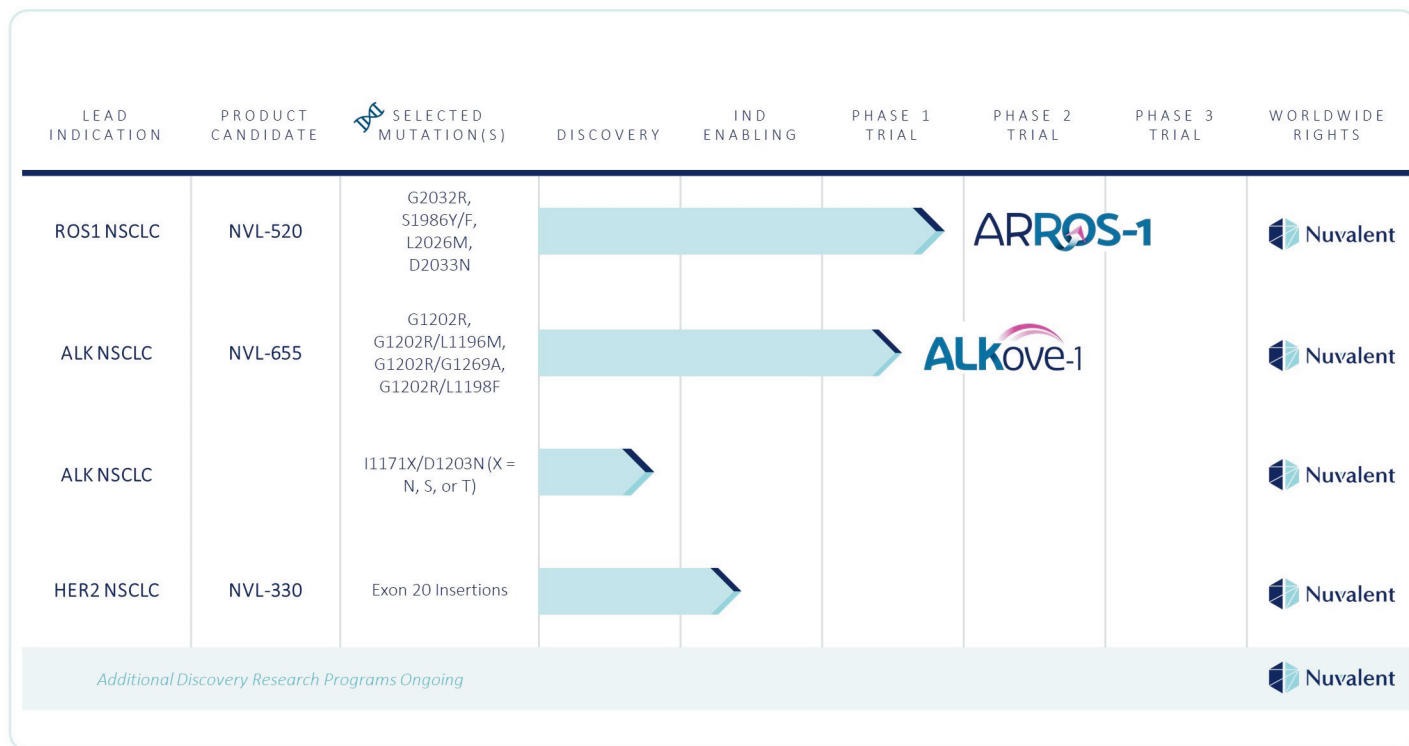 LEAD INDICATION
PRODUCT CANDIDATE
SELECTED MUTATION(S)
DISCOVERY
IND ENABLING
PHASE 1 TRIAL
PHASE 2 TRIAL
PHASE 3 TRIAL
WORLDWIDE RIGHTS
ROS1 NSCLC
NVL-520
G2032R,
S1986Y/F,
L2026M,
D2033N
ARROS-1
Nuvalent
ALK NSCLC
NVL-655
G1202R,
G1202R/L1196M,
G1202R/G1269A,
G1202R/L1198F
ALKove-1
Nuvalent
ALK NSCLC
I1171X/D1203N (X =
N, S, or T)
Nuvalent
HER2 NSCLC
NVL-330
Exon 20 Insertions
Nuvalent
Additional Discovery Research Programs Ongoing
Nuvalent